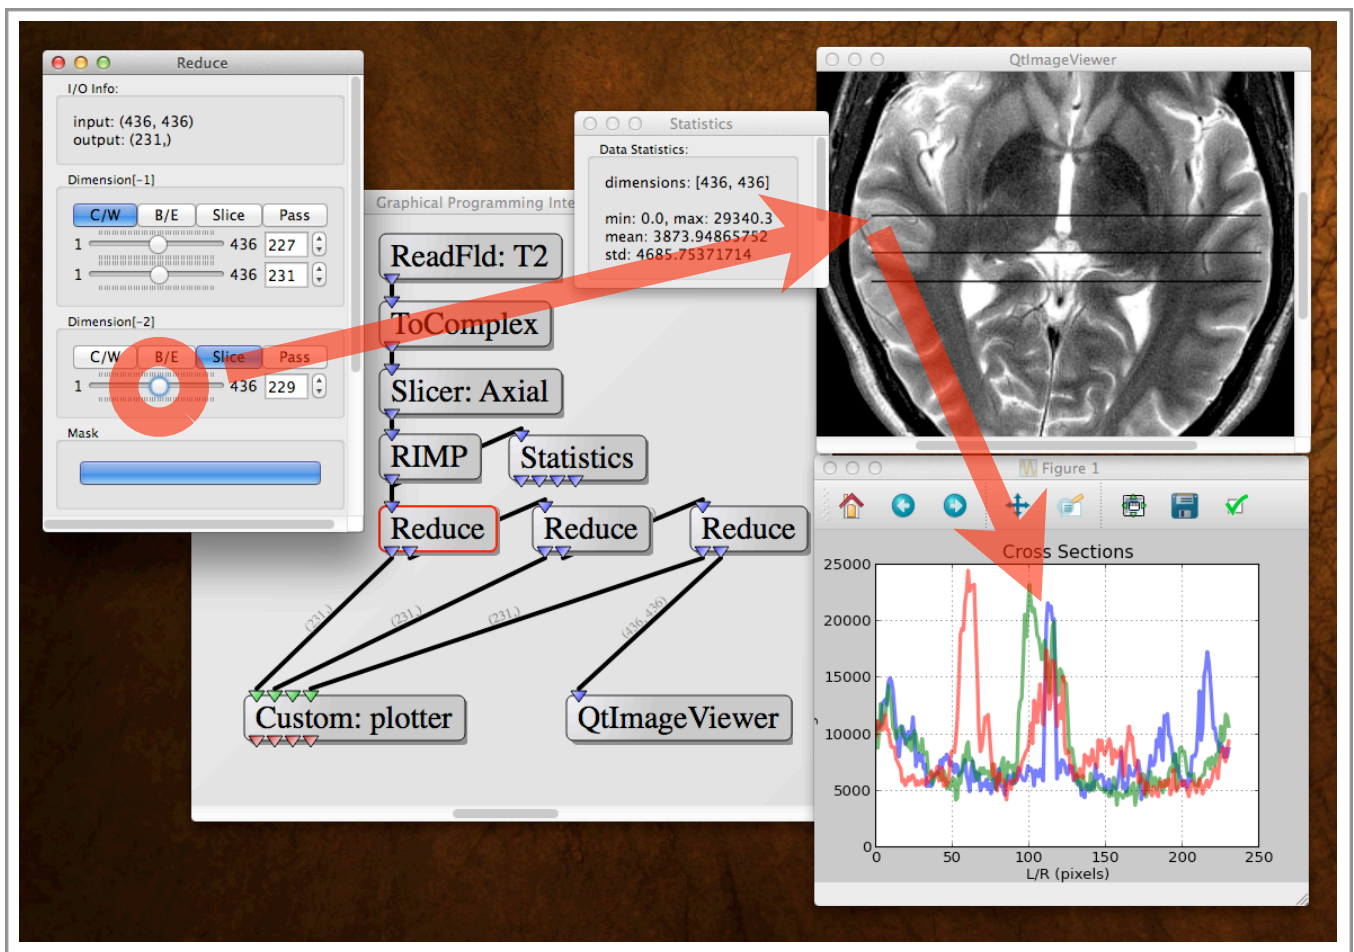 Reduce
I/O Info:
input: (436, 436)
output: (231,)
Dimension[-1]
C/W B/E Slice Pass
1 436 227
1 436 231
Dimension[-2]
C/W B/E Slice Pass
1 436 229
Mask
Graphical Programming Inte
ReadFld: T2
ToComplex
Slicer: Axial
RIMP
Statistics
Reduce
Reduce
Reduce
(231,)
(231,)
(231,)
(436, 436)
Custom: plotter
QtImageViewer
Statistics
Data Statistics:
dimensions: [436, 436]
min: 0.0, max: 29340.3
mean: 3873.94865752
std: 4685.75371714
QtImageViewer
Figure 1
Cross Sections
25000
20000
15000
10000
5000
0
0 50 100 150 200 250
L/R (pixels)